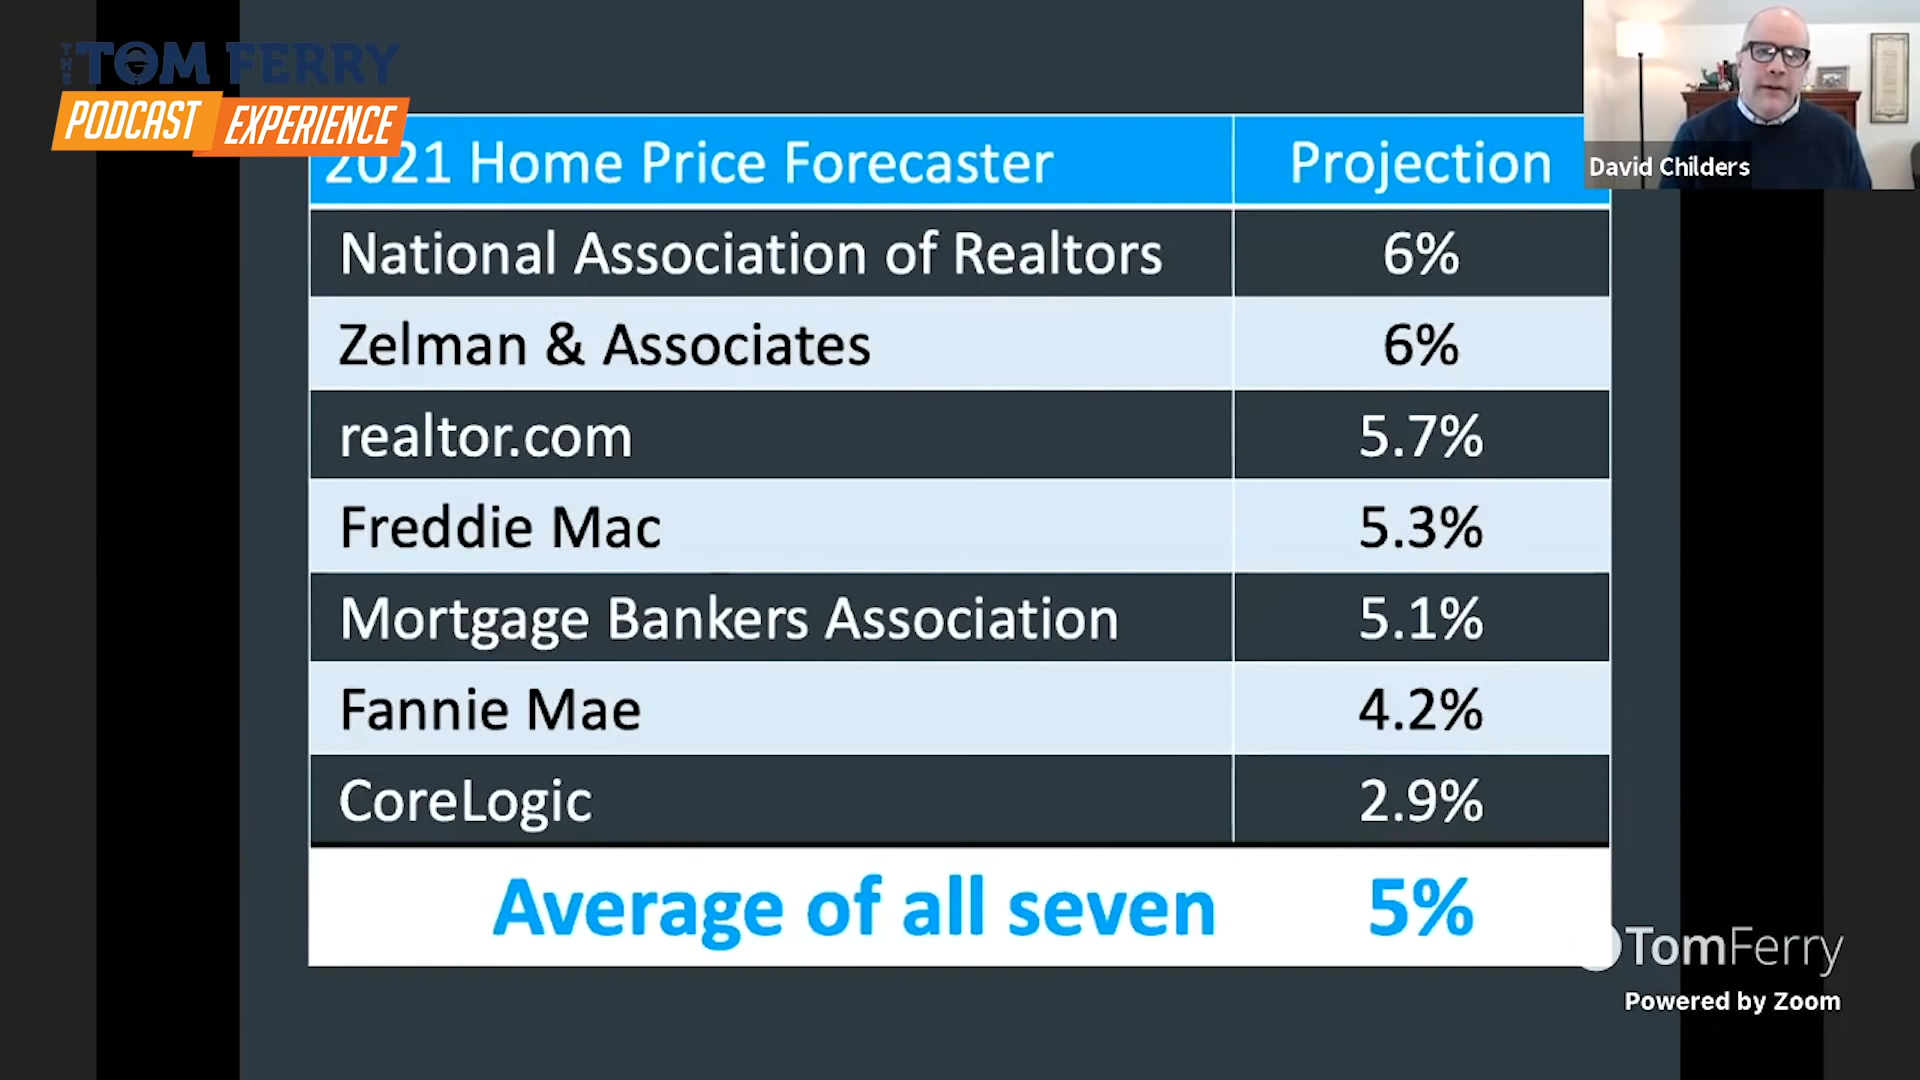 THE TOM FERRY
PODCAST EXPERIENCE
David Childers
2021 Home Price Forecaster Projection
National Association of Realtors 6%
Zelman & Associates 6%
realtor.com 5.7%
Freddie Mac 5.3%
Mortgage Bankers Association 5.1%
Fannie Mae 4.2%
CoreLogic 2.9%
Average of all seven 5%
TomFerry
Powered by Zoom